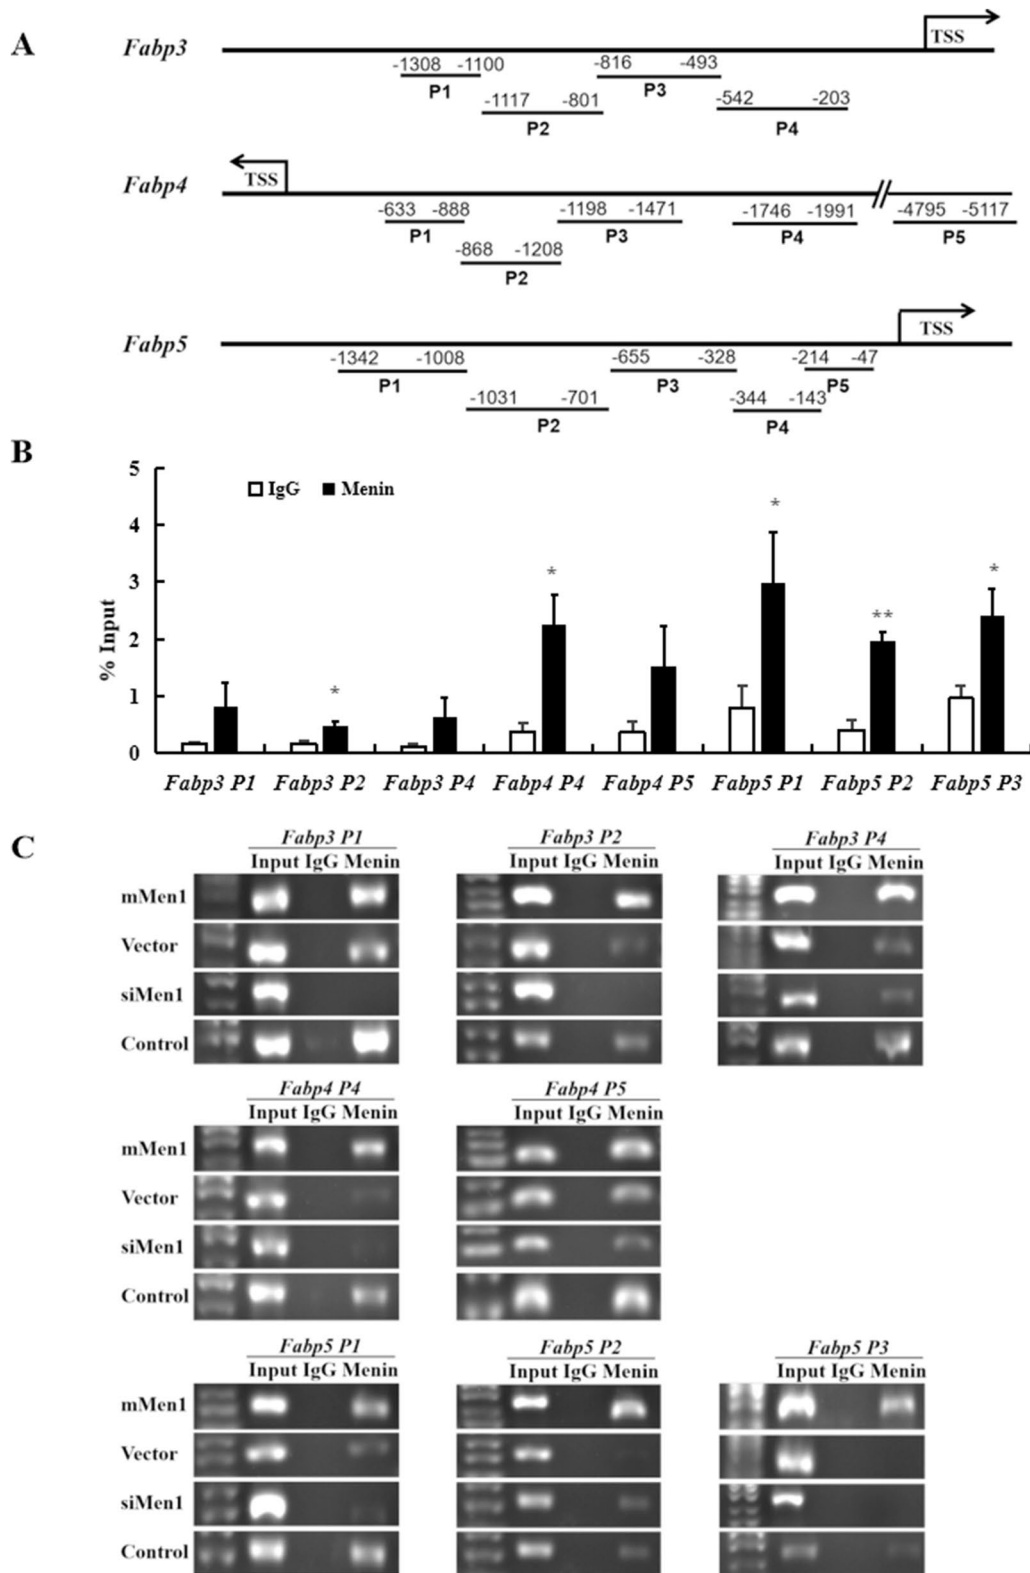 A
Fabp3
TSS
-1308 -1100
P1
-816 -493
P3
-1117 -801
P2
-542 -203
P4
Fabp4
TSS
-633 -888
P1
-1198 -1471
P3
-1746 -1991
P4
-4795 -5117
P5
-868 -1208
P2
Fabp5
TSS
-1342 -1008
P1
-655 -328
P3
-214 -47
P5
-1031 -701
P2
-344 -143
P4
B
% Input
5
4
3
2
1
0
IgG Menin
*
*
*
**
*
Fabp3 P1 Fabp3 P2 Fabp3 P4 Fabp4 P4 Fabp4 P5 Fabp5 P1 Fabp5 P2 Fabp5 P3
C
Fabp3 P1 Fabp3 P2 Fabp3 P4
Input IgG Menin Input IgG Menin Input IgG Menin
mMen1
Vector
siMen1
Control
Fabp4 P4 Fabp4 P5
Input IgG Menin Input IgG Menin
mMen1
Vector
siMen1
Control
Fabp5 P1 Fabp5 P2 Fabp5 P3
Input IgG Menin Input IgG Menin Input IgG Menin
mMen1
Vector
siMen1
Control